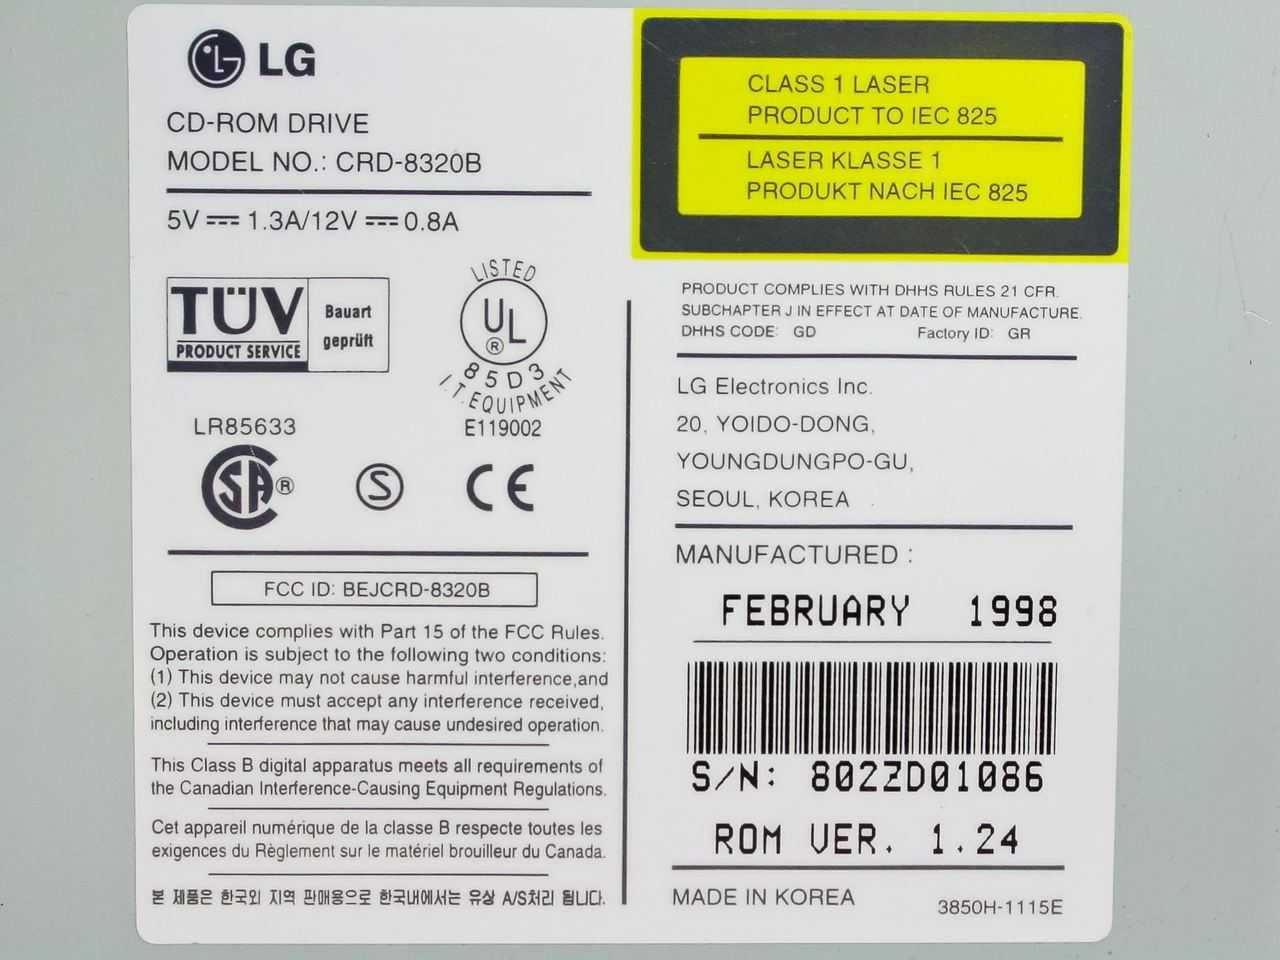 LG
CD-ROM DRIVE
MODEL NO.: CRD-8320B
5V ⎓ 1.3A/12V ⎓ 0.8A
TÜV
PRODUCT SERVICE
Bauart
geprüft
LISTED
UL
®
85D3
I.T. EQUIPMENT
LR85633
E119002
SA®
S
CE
FCC ID: BEJCRD-8320B
This device complies with Part 15 of the FCC Rules.
Operation is subject to the following two conditions:
(1) This device may not cause harmful interference,and
(2) This device must accept any interference received,
including interference that may cause undesired operation.
This Class B digital apparatus meets all requirements of
the Canadian Interference-Causing Equipment Regulations.
Cet appareil numérique de la classe B respecte toutes les
exigences du Règlement sur le matériel brouilleur du Canada.
본 제품은 한국외 지역 판매용으로 한국내에서는 유상 A/S처리 됩니다.
CLASS 1 LASER
PRODUCT TO IEC 825
LASER KLASSE 1
PRODUKT NACH IEC 825
PRODUCT COMPLIES WITH DHHS RULES 21 CFR.
SUBCHAPTER J IN EFFECT AT DATE OF MANUFACTURE.
DHHS CODE: GD Factory ID: GR
LG Electronics Inc.
20, YOIDO-DONG,
YOUNGDUNGPO-GU,
SEOUL, KOREA
MANUFACTURED :
FEBRUARY 1998
S/N: 802ZD01086
ROM VER. 1.24
MADE IN KOREA
3850H-1115E